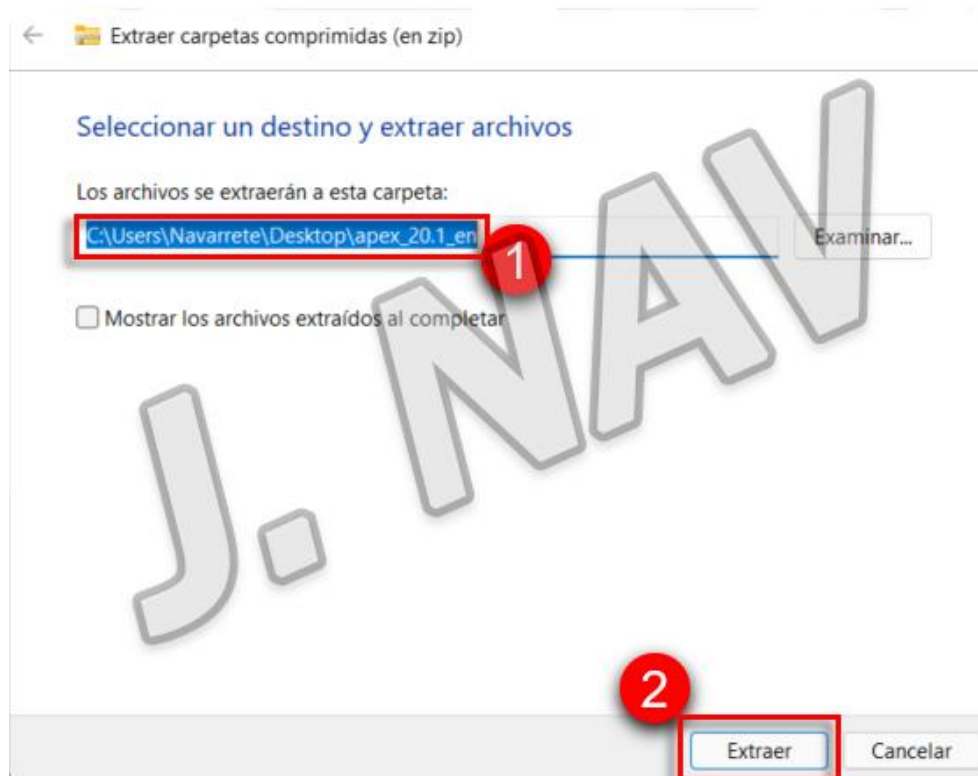 Extraer carpetas comprimidas (en zip)
Seleccionar un destino y extraer archivos
Los archivos se extraerán a esta carpeta:
C:\Users\Navarrete\Desktop\apex_20.1_en
Examinar...
1
Mostrar los archivos extraídos al completar
J. NAV
2
Extraer
Cancelar